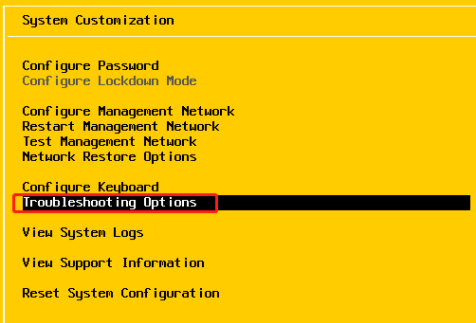 System Customization
Configure Password
Configure Lockdown Mode
Configure Management Network
Restart Management Network
Test Management Network
Network Restore Options
Configure Keyboard
Troubleshooting Options
View System Logs
View Support Information
Reset System Configuration